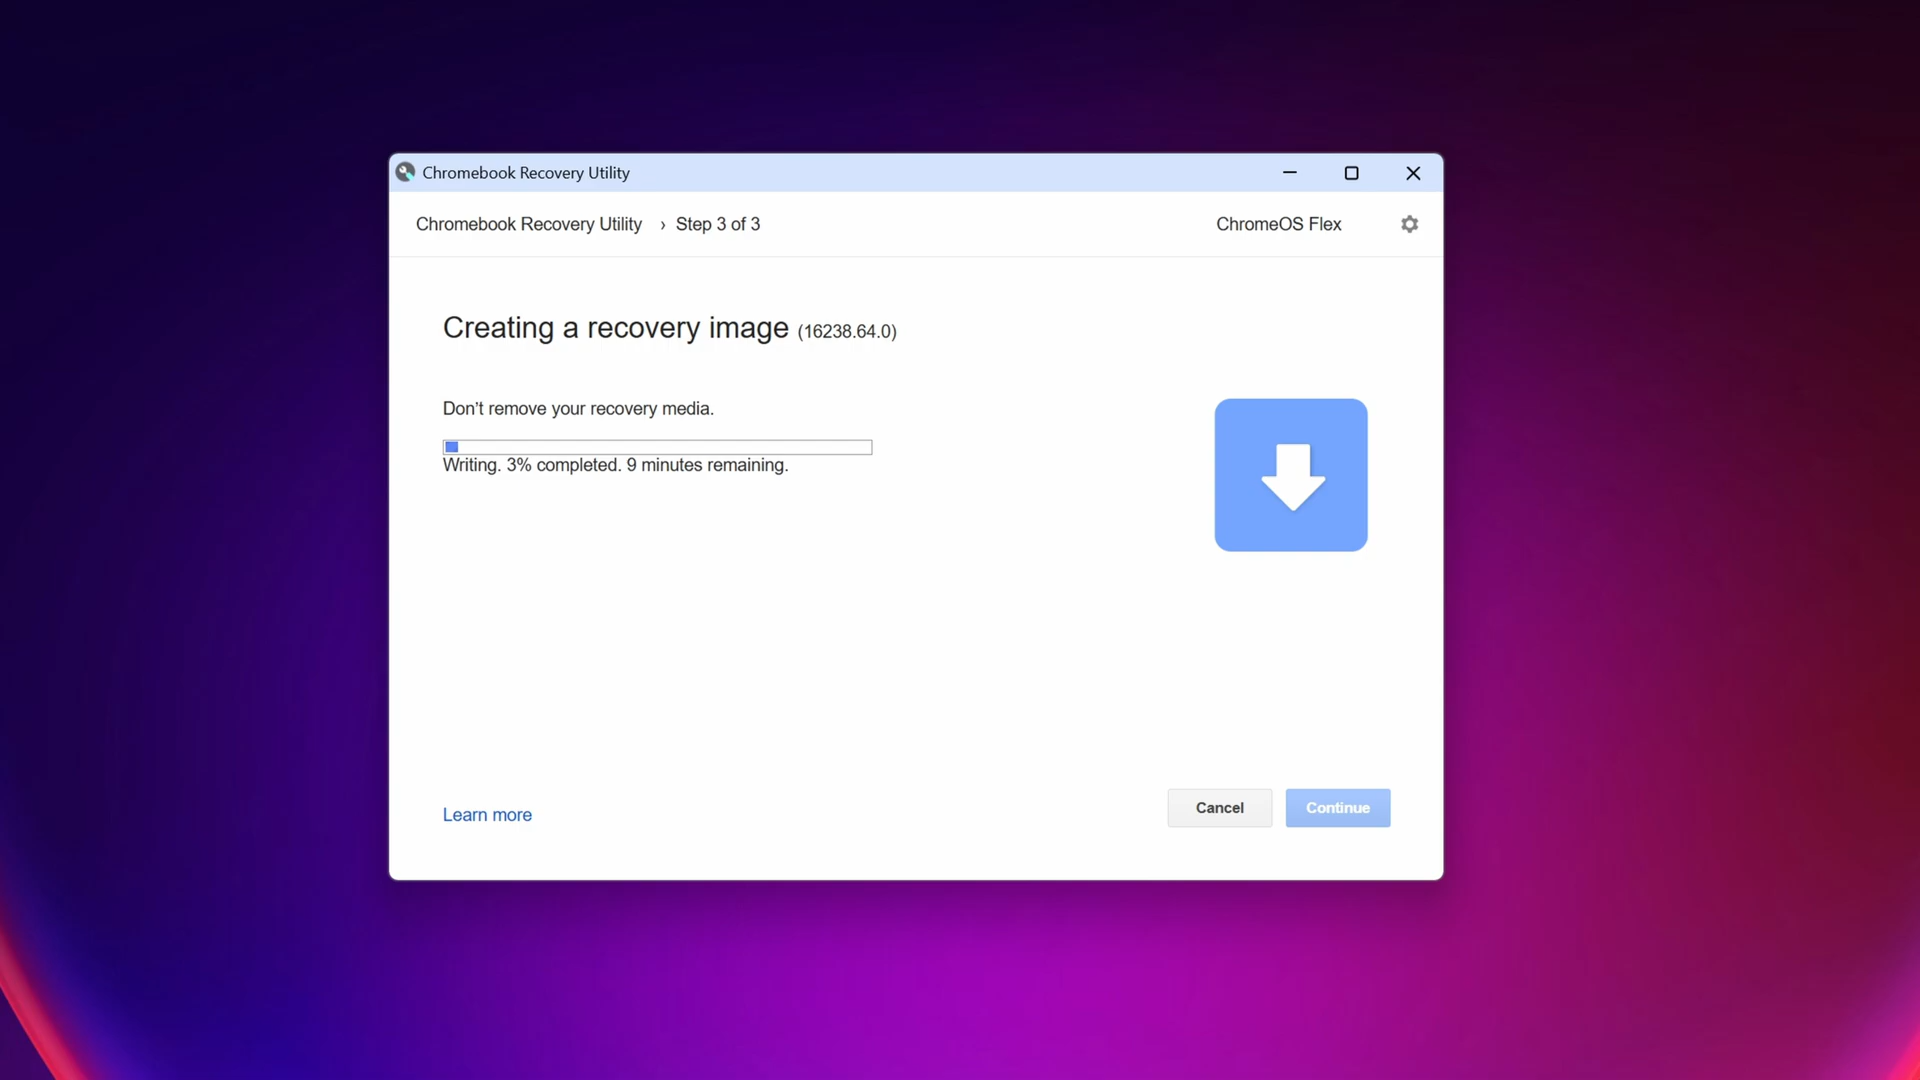 Chromebook Recovery Utility
Chromebook Recovery Utility › Step 3 of 3 ChromeOS Flex
Creating a recovery image (16238.64.0)
Don't remove your recovery media.
Writing. 3% completed. 9 minutes remaining.
Learn more Cancel Continue